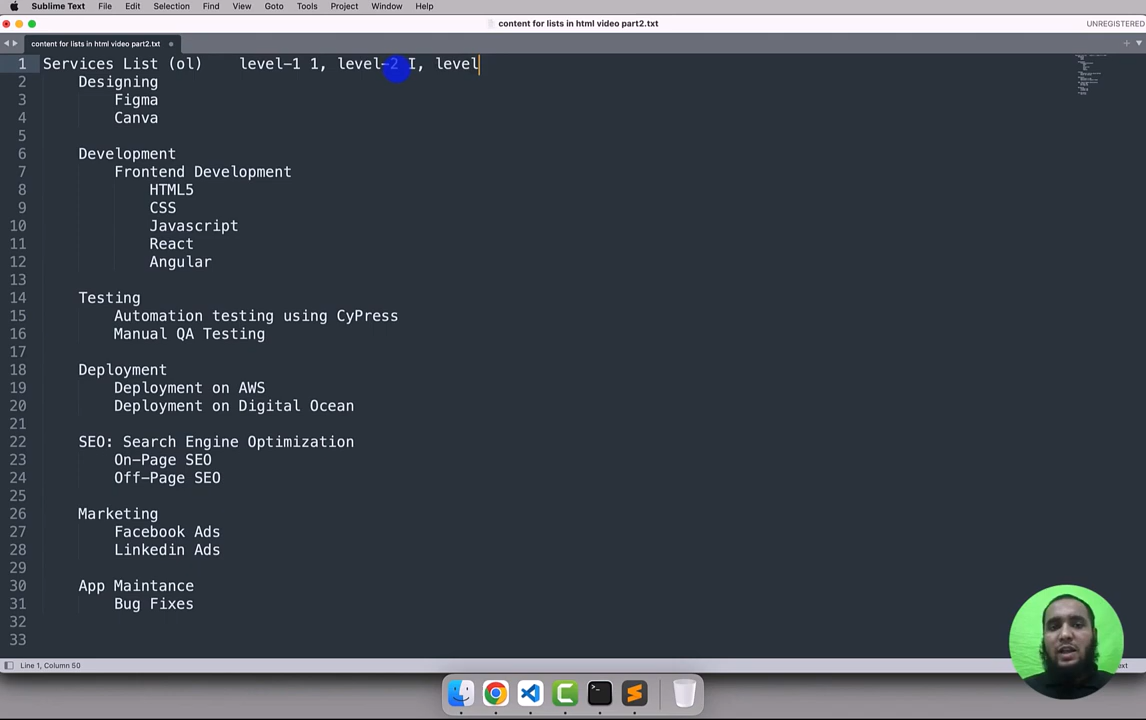 Sublime Text File Edit Selection Find View Goto Tools Project Window Help
content for lists in html video part2.txt UNREGISTERED
content for lists in html video part2.txt
1 Services List (ol) level-1 1, level-2 I, level
2 Designing
3 Figma
4 Canva
5
6 Development
7 Frontend Development
8 HTML5
9 CSS
10 Javascript
11 React
12 Angular
13
14 Testing
15 Automation testing using CyPress
16 Manual QA Testing
17
18 Deployment
19 Deployment on AWS
20 Deployment on Digital Ocean
21
22 SEO: Search Engine Optimization
23 On-Page SEO
24 Off-Page SEO
25
26 Marketing
27 Facebook Ads
28 Linkedin Ads
29
30 App Maintance
31 Bug Fixes
32
33
Line 1, Column 50